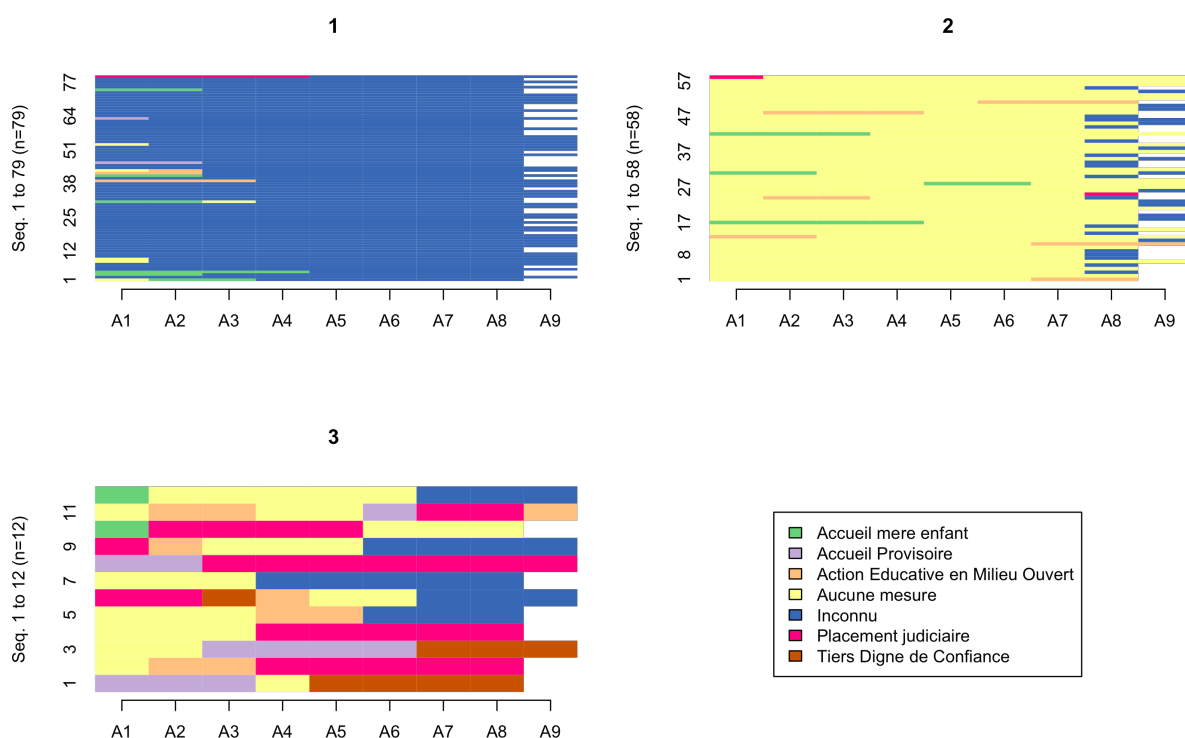 1
Seq. 1 to 79 (n=79)
77
64
51
38
25
12
1
A1 A2 A3 A4 A5 A6 A7 A8 A9
2
Seq. 1 to 58 (n=58)
57
47
37
27
17
8
1
A1 A2 A3 A4 A5 A6 A7 A8 A9
3
Seq. 1 to 12 (n=12)
11
9
7
5
3
1
A1 A2 A3 A4 A5 A6 A7 A8 A9
Accueil mere enfant
Accueil Provisoire
Action Educative en Milieu Ouvert
Aucune mesure
Inconnu
Placement judiciaire
Tiers Digne de Confiance